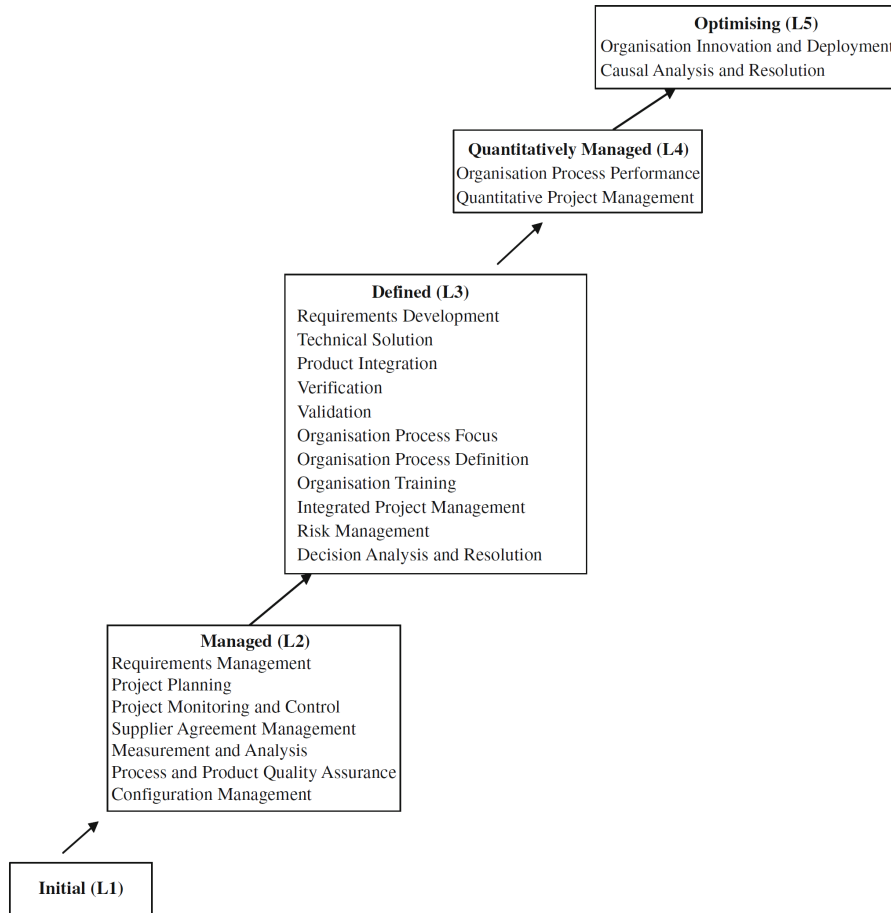 Optimising (L5)
Organisation Innovation and Deployment
Causal Analysis and Resolution
Quantitatively Managed (L4)
Organisation Process Performance
Quantitative Project Management
Defined (L3)
Requirements Development
Technical Solution
Product Integration
Verification
Validation
Organisation Process Focus
Organisation Process Definition
Organisation Training
Integrated Project Management
Risk Management
Decision Analysis and Resolution
Managed (L2)
Requirements Management
Project Planning
Project Monitoring and Control
Supplier Agreement Management
Measurement and Analysis
Process and Product Quality Assurance
Configuration Management
Initial (L1)